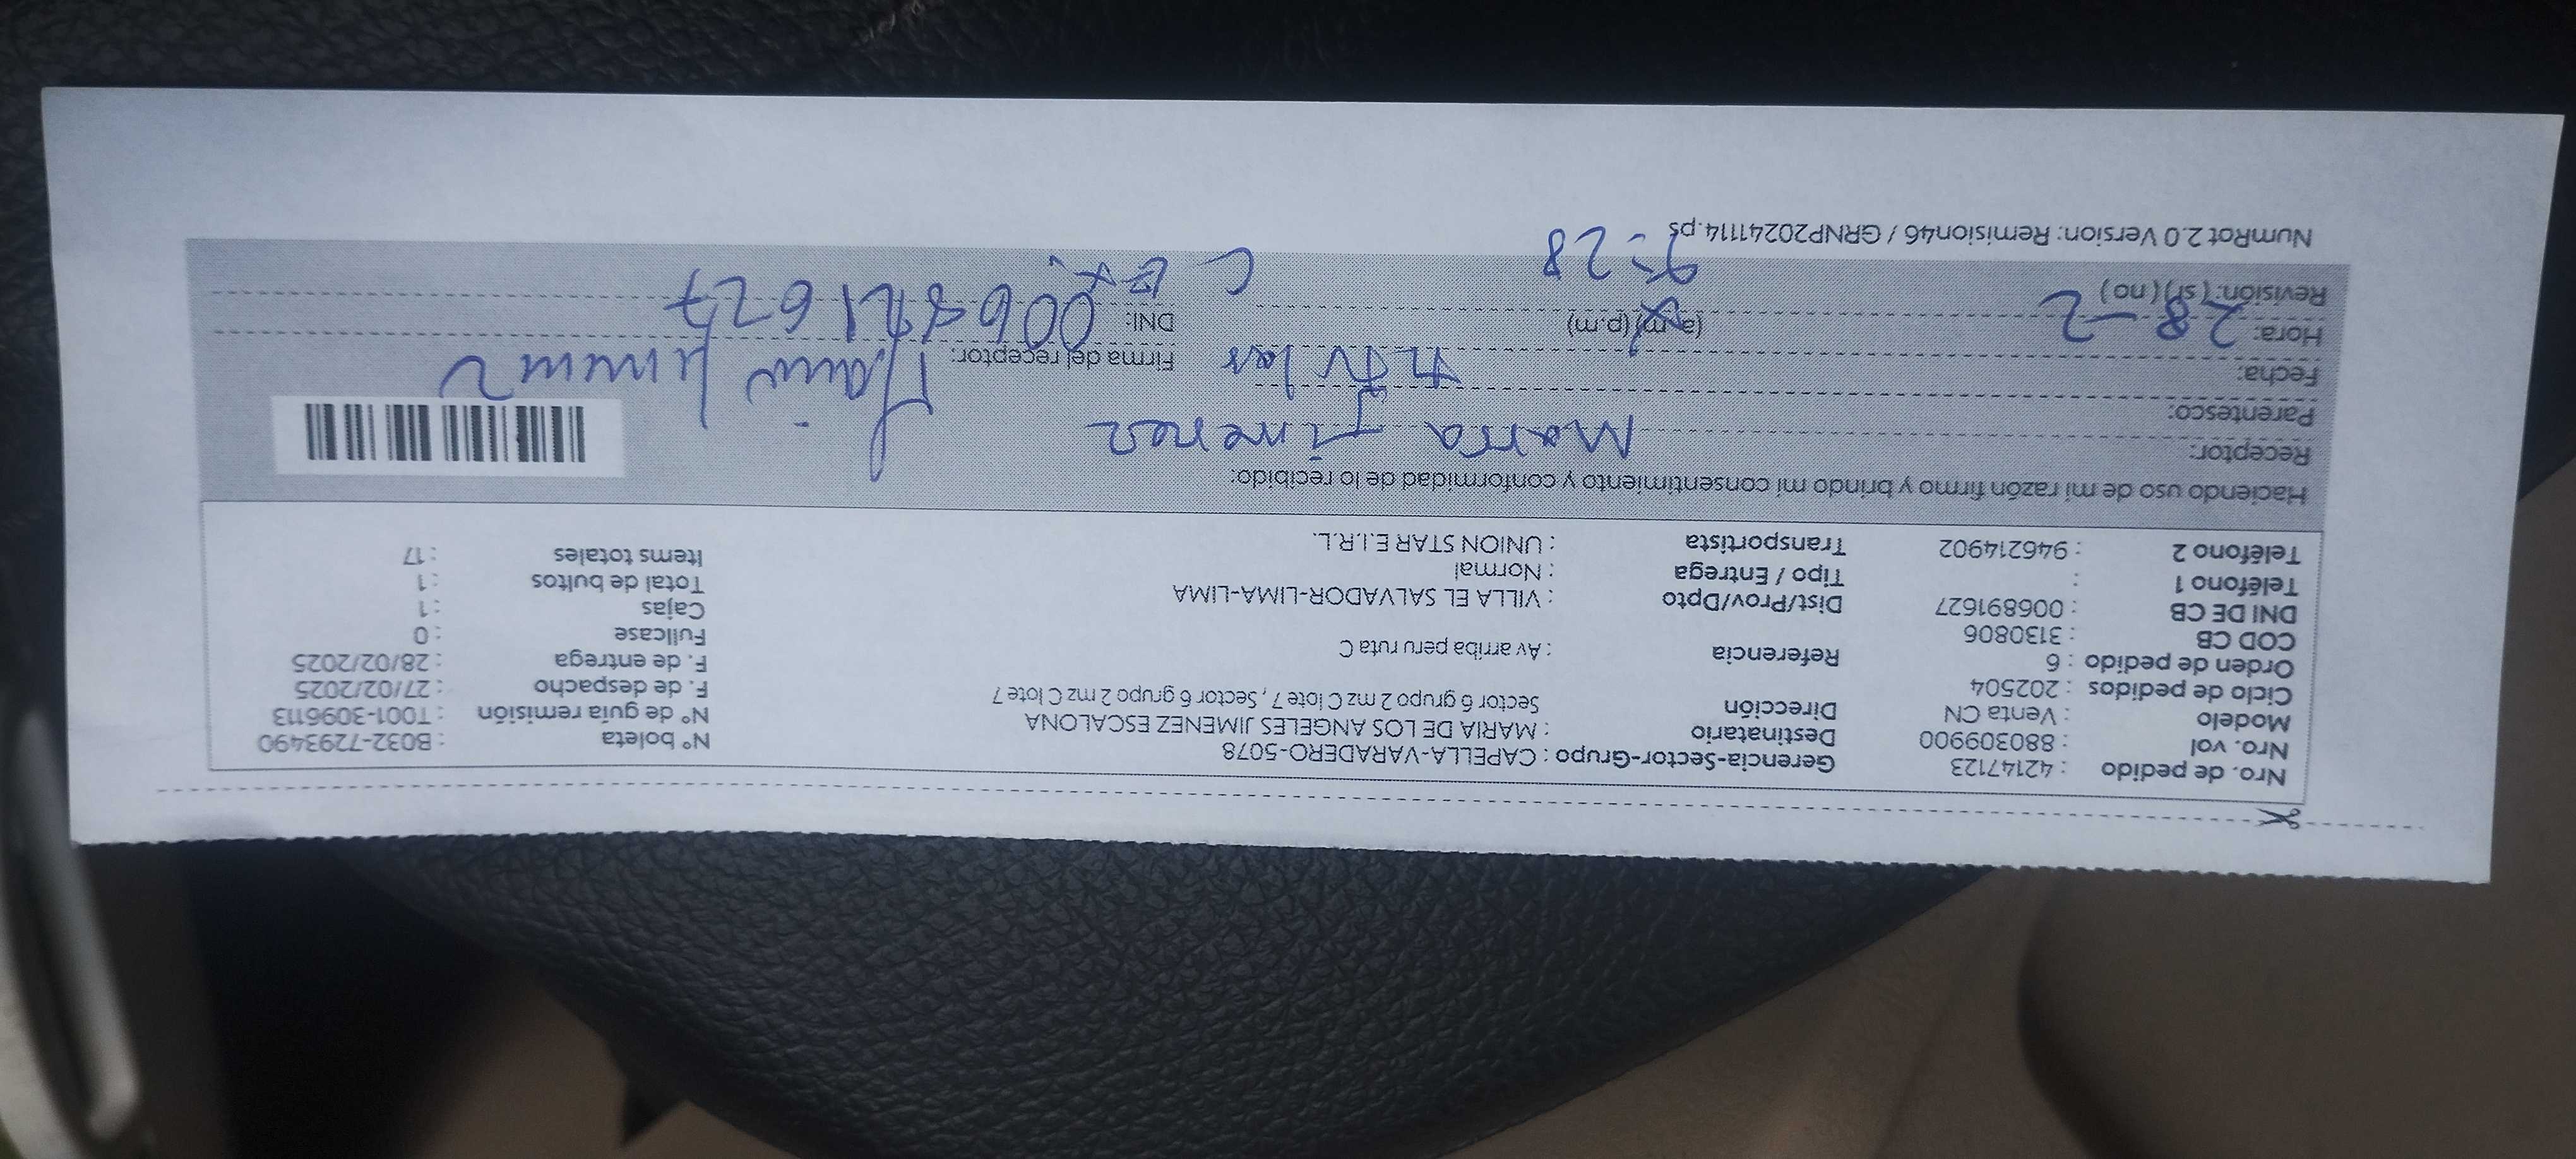 Nro. de pedido : 42147123 Gerencia-Sector-Grupo : CAPELLA-VARADERO-5078 N° boleta : B032-7293490
Nro. vol : 880309900 Destinatario : MARIA DE LOS ANGELES JIMENEZ ESCALONA N° de guía remisión : T001-3096113
Modelo : Venta CN Dirección Sector 6 grupo 2 mz C lote 7 , Sector 6 grupo 2 mz C lote 7 F. de despacho : 27/02/2025
Ciclo de pedidos : 202504 F. de entrega : 28/02/2025
Orden de pedido : 6 Referencia : Av arriba peru ruta C Fullcase : 0
COD CB : 3130806 Cajas : 1
DNI DE CB : 006891627 Dist/Prov/Dpto : VILLA EL SALVADOR-LIMA-LIMA Total de bultos : 1
Teléfono 1 : Tipo / Entrega : Normal Items totales : 17
Teléfono 2 : 946214902 Transportista : UNION STAR E.I.R.L.
Haciendo uso de mi razón firmo y brindo mi consentimiento y conformidad de lo recibido:
Receptor: Maria Jimenez
Parentesco:
Fecha: Firma del receptor:
Hora: 28-2 (a.m) (p.m) DNI:
Revisión: (si) (no) 9:28 C Ex.
NumRot 2.0 Version: Remision46 / GRNP20241114.ps